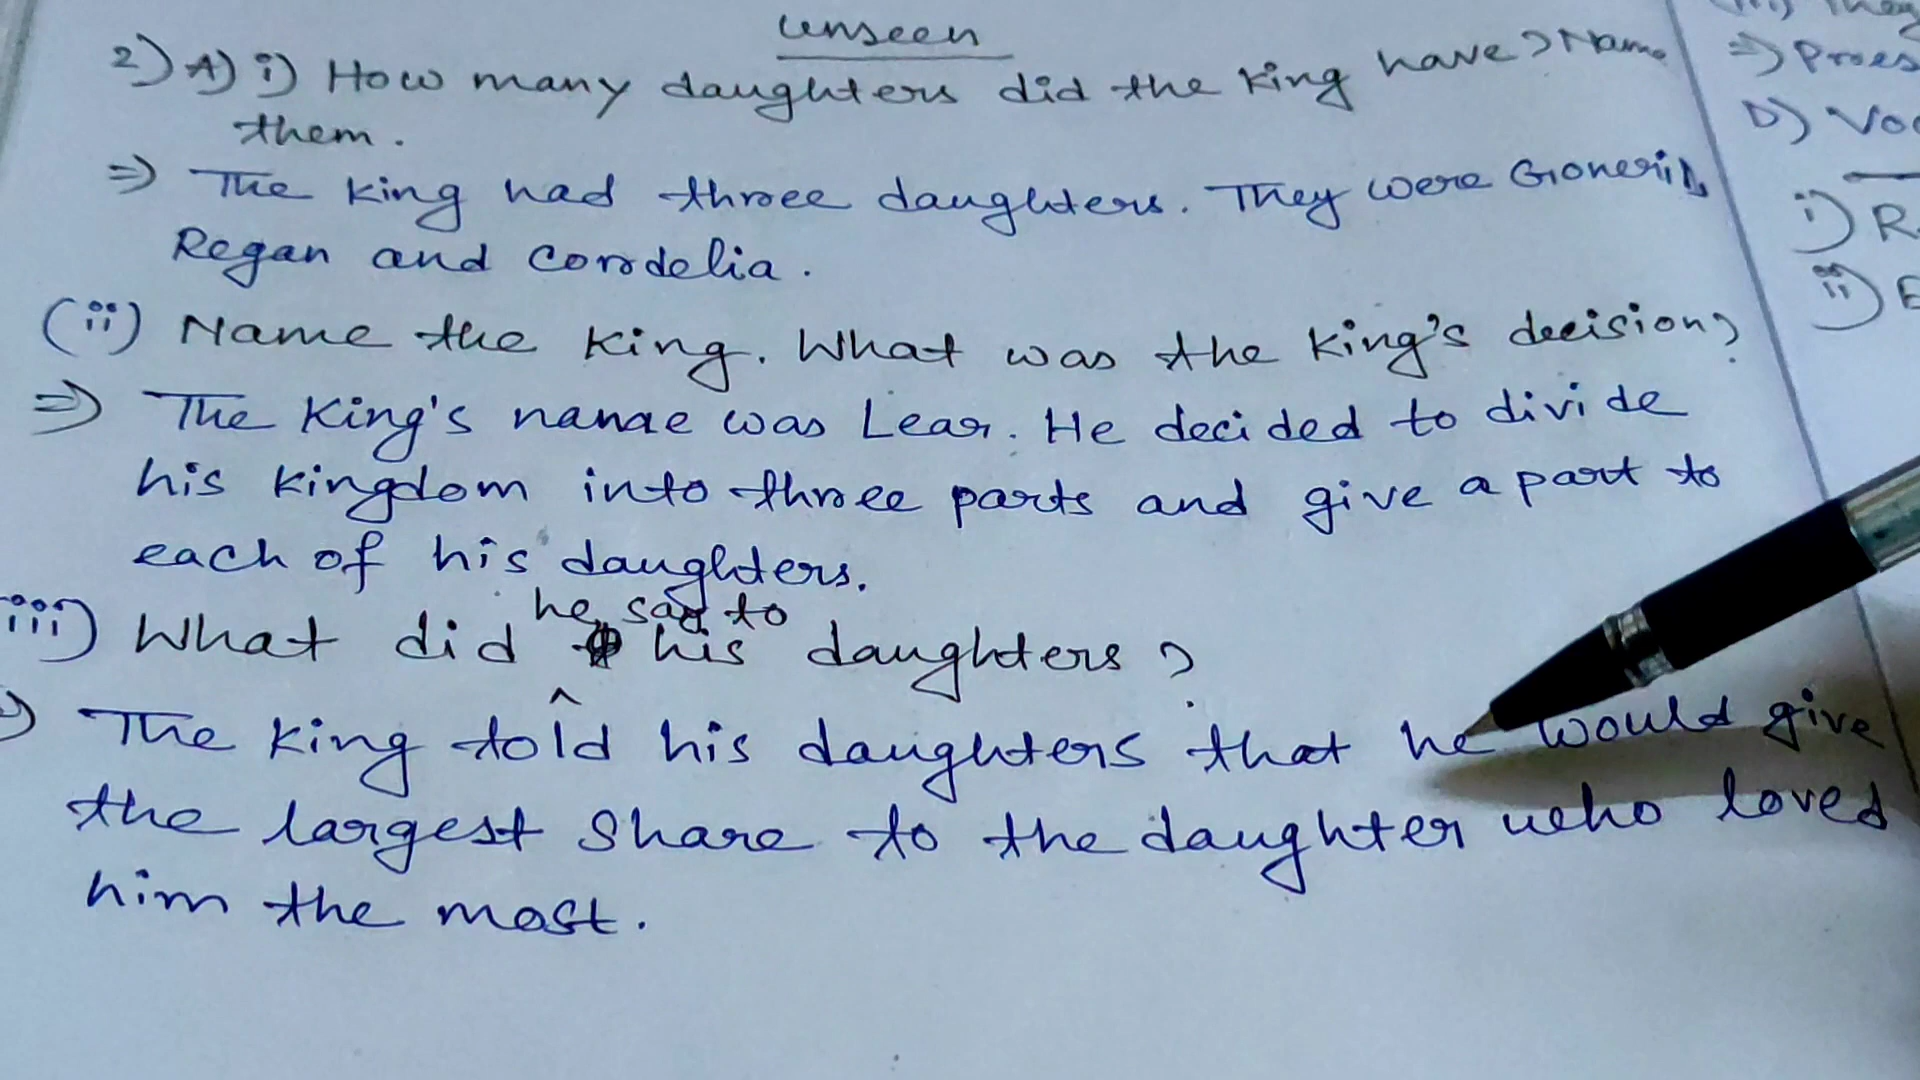 unseen
2) A) i) How many daughters did the King have? Name
them.
=> The King had three daughters. They were Goneril,
Regan and Cordelia.
(ii) Name the King. What was the King's decision?
=> The King's name was Lear. He decided to divide
his kingdom into three parts and give a part to
each of his daughters.
iii) What did he say to his daughters?
The King told his daughters that he would give
the largest share to the daughter who loved
him the most.
D)
i) R
ii) E